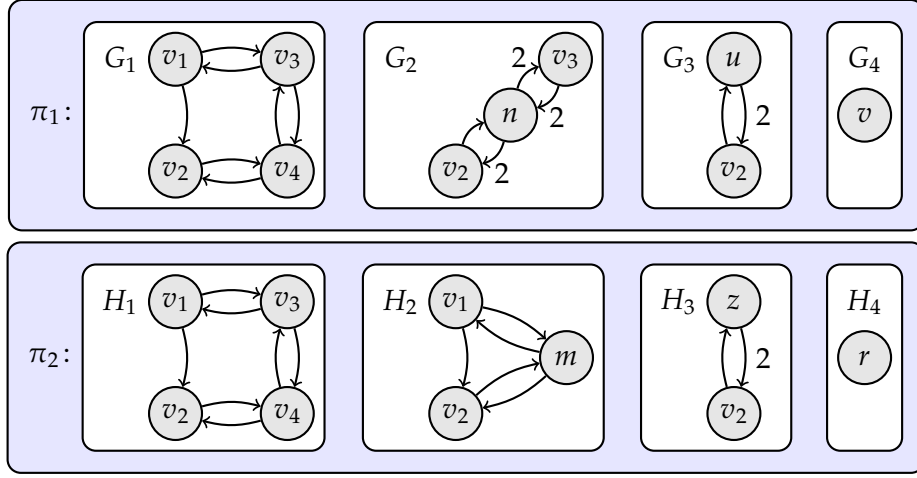 π₁:
G₁ v₁ v₃ v₂ v₄
G₂ v₃ n v₂ 2 2 2
G₃ u v₂ 2
G₄ v
π₂:
H₁ v₁ v₃ v₂ v₄
H₂ v₁ m v₂
H₃ z v₂ 2
H₄ r